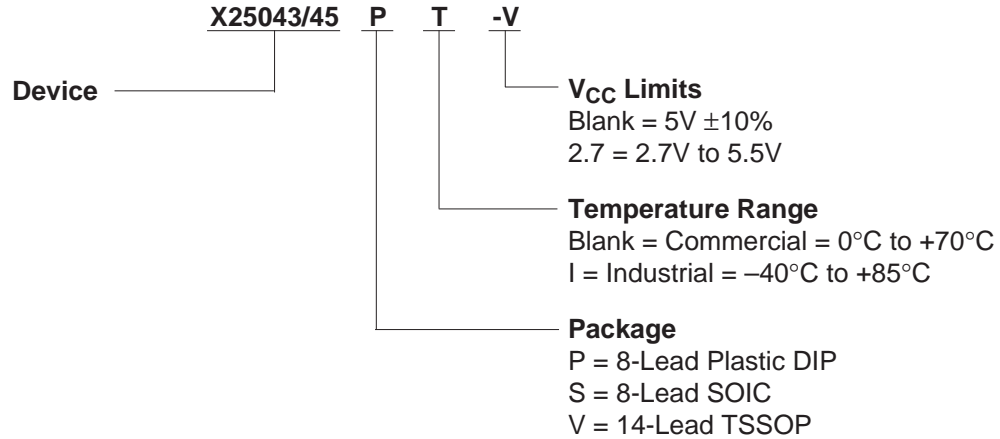 X25043/45 P T -V
Device
VCC Limits
Blank = 5V ±10%
2.7 = 2.7V to 5.5V
Temperature Range
Blank = Commercial = 0°C to +70°C
I = Industrial = –40°C to +85°C
Package
P = 8-Lead Plastic DIP
S = 8-Lead SOIC
V = 14-Lead TSSOP